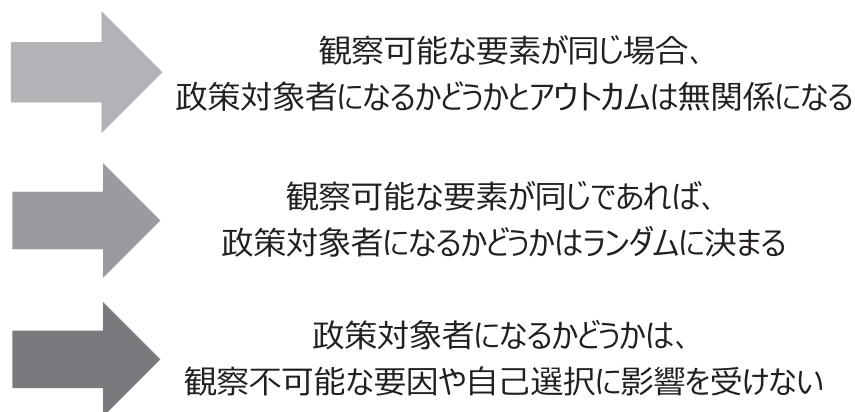 観察可能な要素が同じ場合、
政策対象者になるかどうかとアウトカムは無関係になる
観察可能な要素が同じであれば、
政策対象者になるかどうかはランダムに決まる
政策対象者になるかどうかは、
観察不可能な要因や自己選択に影響を受けない